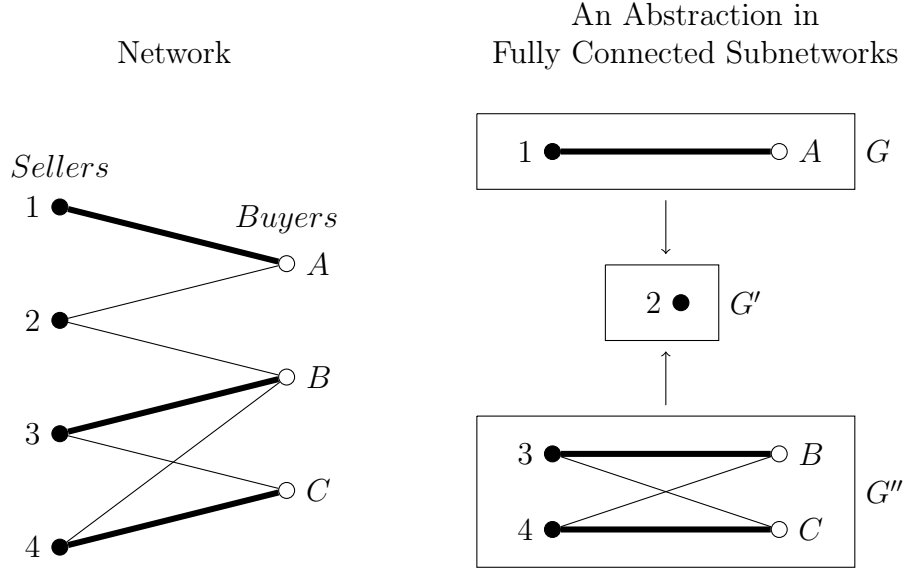 Network
An Abstraction in
Fully Connected Subnetworks
Sellers
Buyers
1
A
2
B
3
C
4
1 A G
2 G′
3 B
G″
4 C